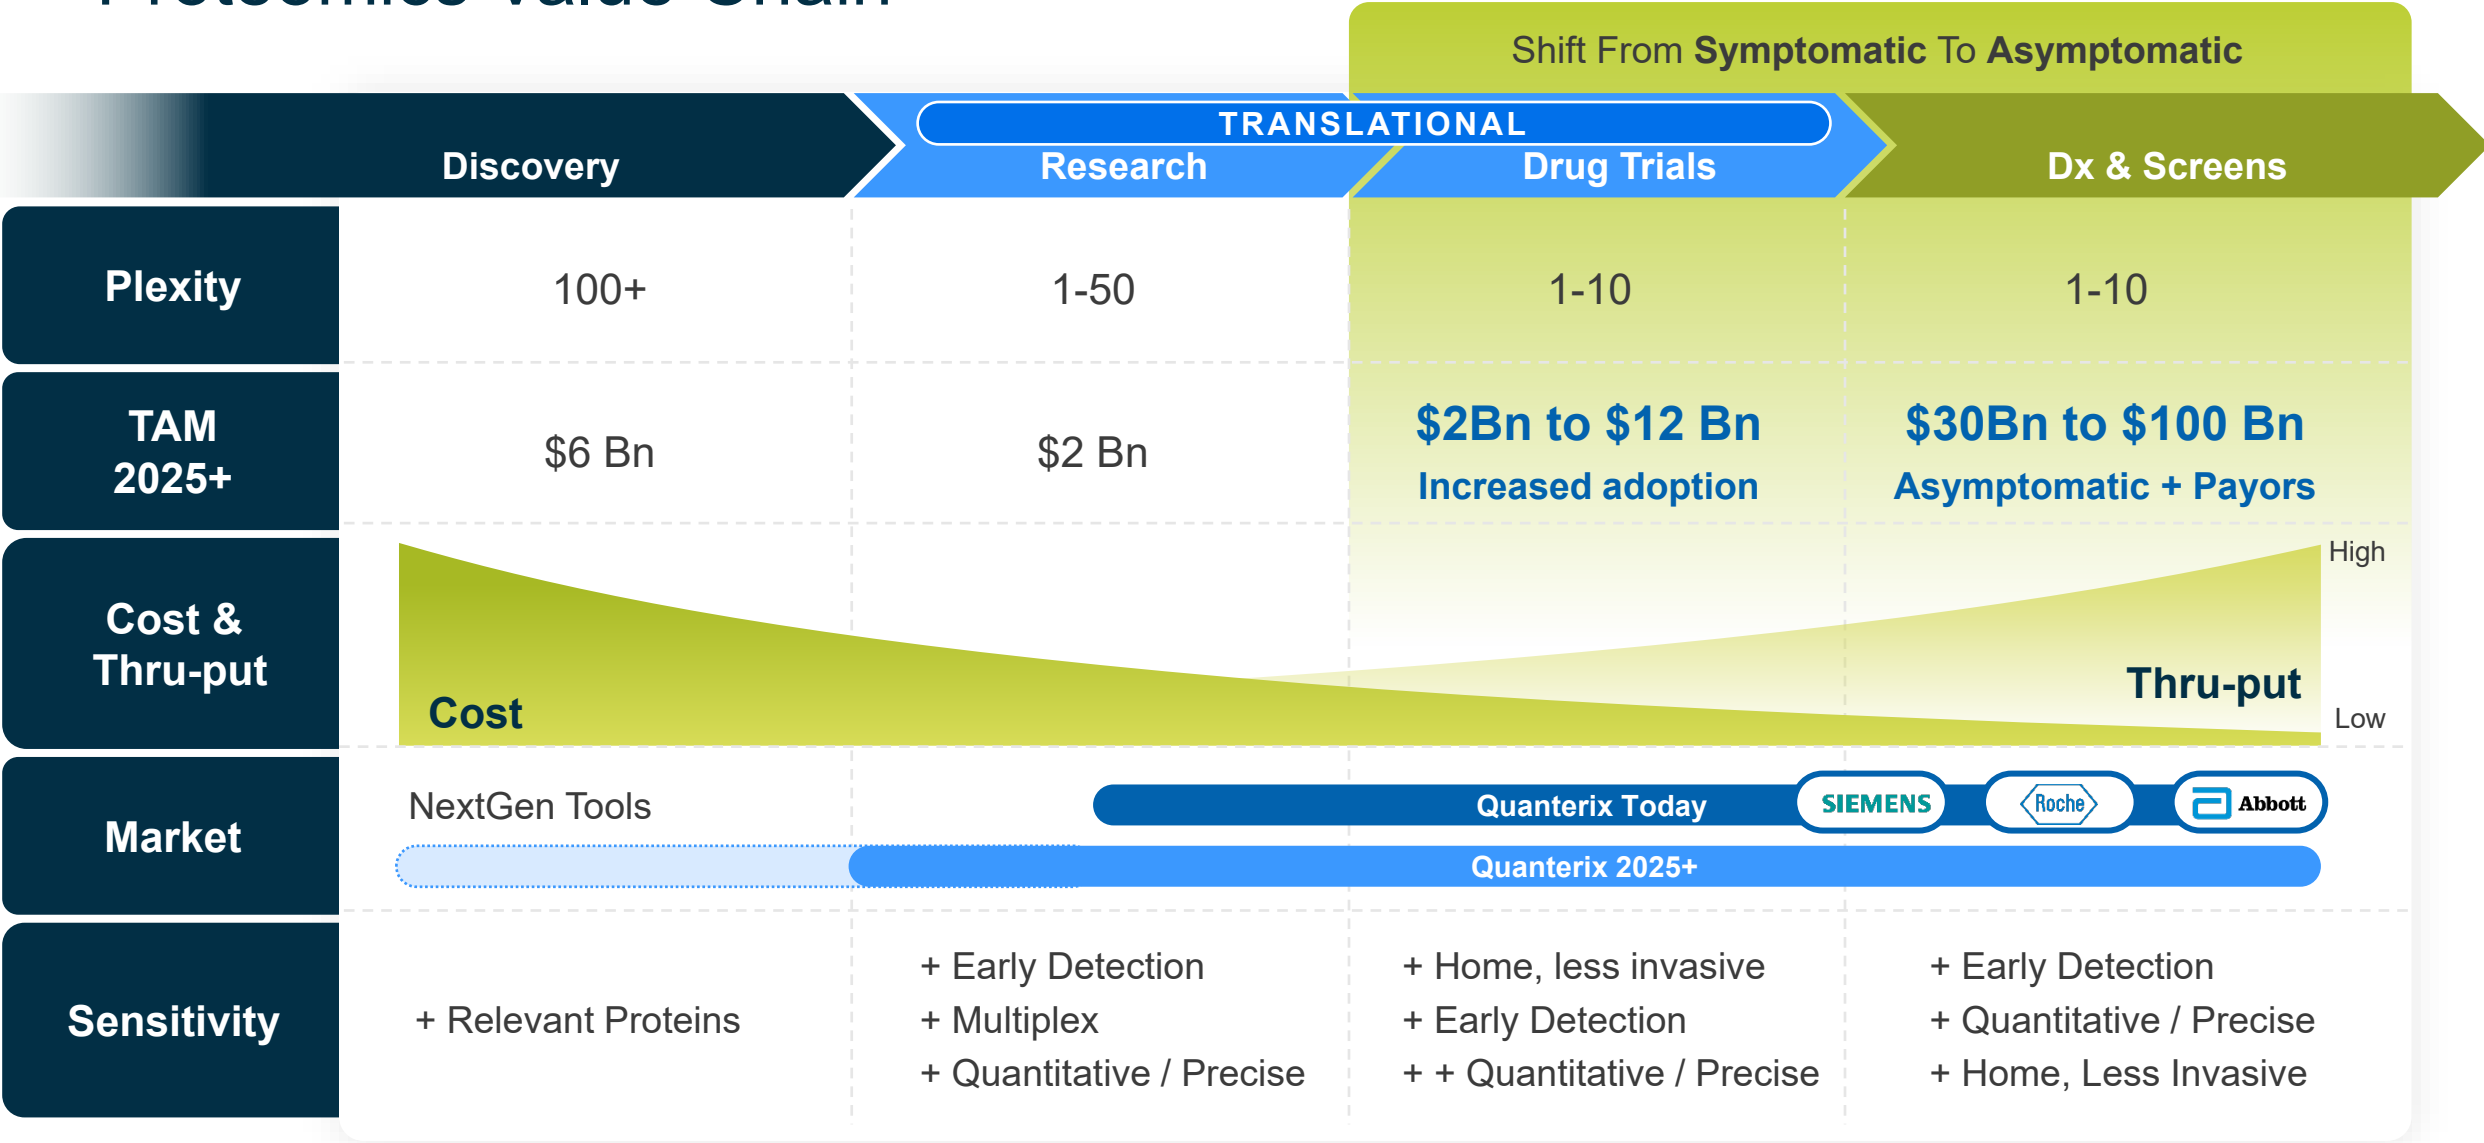 Proteomics Value Chain
Shift From Symptomatic To Asymptomatic
TRANSLATIONAL
Discovery
Research
Drug Trials
Dx & Screens
Plexity
100+
1-50
1-10
1-10
TAM
2025+
$6 Bn
$2 Bn
$2Bn to $12 Bn
Increased adoption
$30Bn to $100 Bn
Asymptomatic + Payors
Cost &
Thru-put
Cost
Thru-put
High
Low
Market
NextGen Tools
Quanterix Today
SIEMENS
Roche
Abbott
Quanterix 2025+
Sensitivity
+ Relevant Proteins
+ Early Detection
+ Multiplex
+ Quantitative / Precise
+ Home, less invasive
+ Early Detection
+ + Quantitative / Precise
+ Early Detection
+ Quantitative / Precise
+ Home, Less Invasive